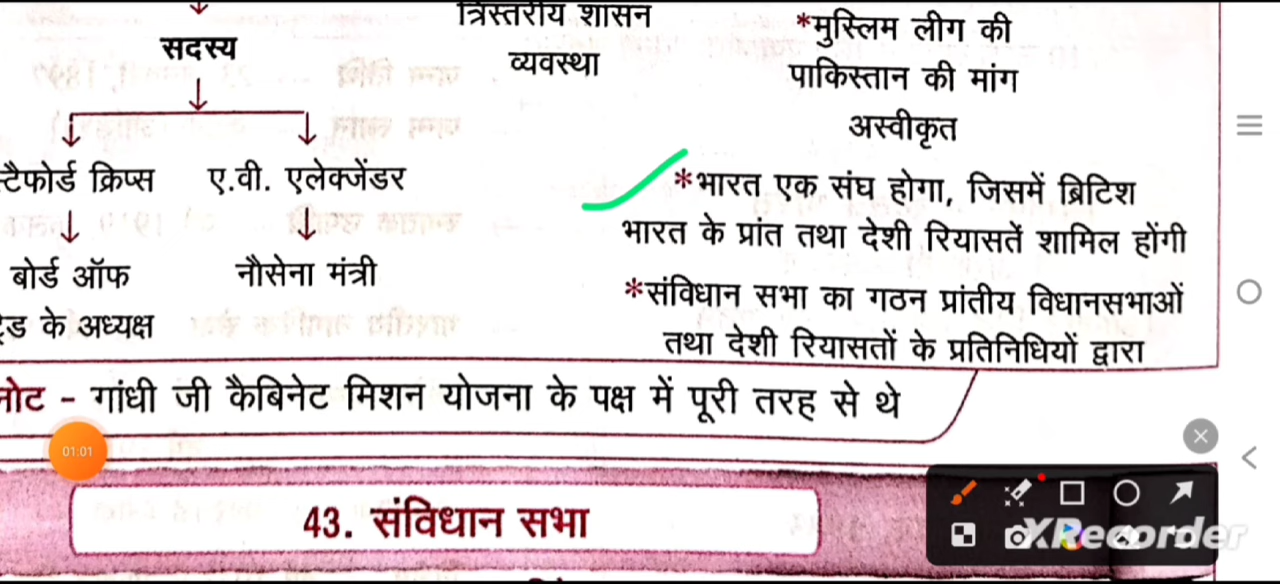 त्रिस्तरीय शासन
व्यवस्था
सदस्य
टैफोर्ड क्रिप्स
ए.वी. एलेक्जेंडर
बोर्ड ऑफ
ट्रेड के अध्यक्ष
नौसेना मंत्री
*मुस्लिम लीग की
पाकिस्तान की मांग
अस्वीकृत
*भारत एक संघ होगा, जिसमें ब्रिटिश
भारत के प्रांत तथा देशी रियासतें शामिल होंगी
*संविधान सभा का गठन प्रांतीय विधानसभाओं
तथा देशी रियासतों के प्रतिनिधियों द्वारा
नोट - गांधी जी कैबिनेट मिशन योजना के पक्ष में पूरी तरह से थे
01:01
43. संविधान सभा
XRecorder